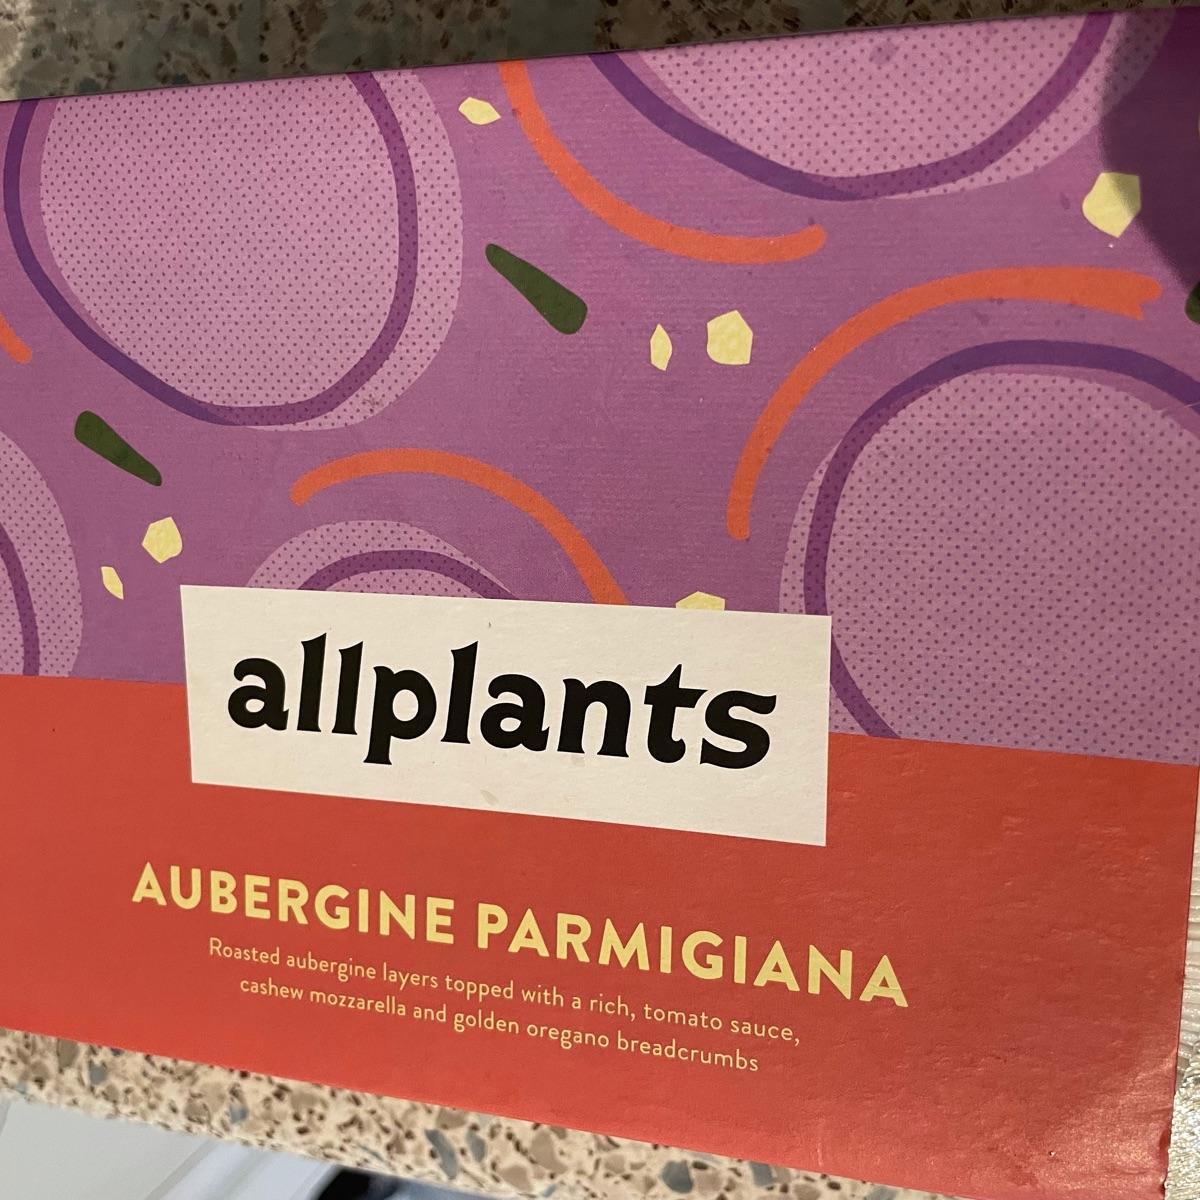 allplants
AUBERGINE PARMIGIANA
Roasted aubergine layers topped with a rich, tomato sauce,
cashew mozzarella and golden oregano breadcrumbs